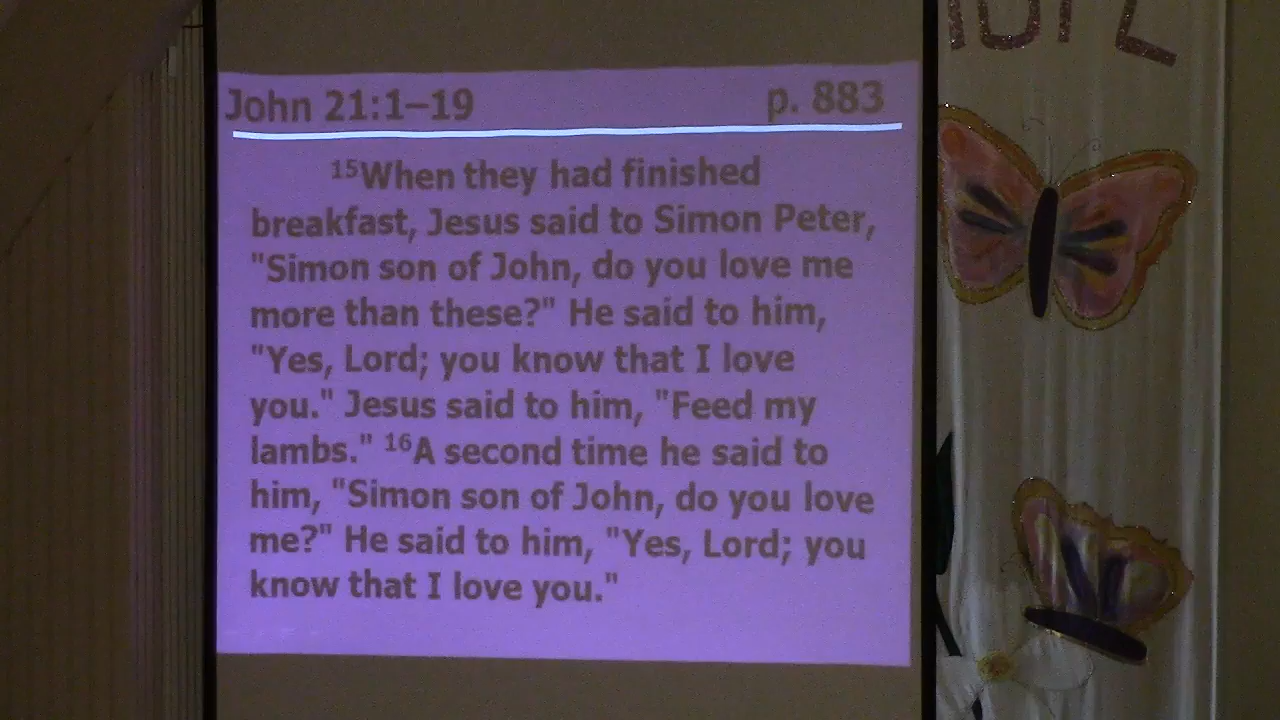 John 21:1–19 p. 883
15When they had finished
breakfast, Jesus said to Simon Peter,
"Simon son of John, do you love me
more than these?" He said to him,
"Yes, Lord; you know that I love
you." Jesus said to him, "Feed my
lambs." 16A second time he said to
him, "Simon son of John, do you love
me?" He said to him, "Yes, Lord; you
know that I love you."